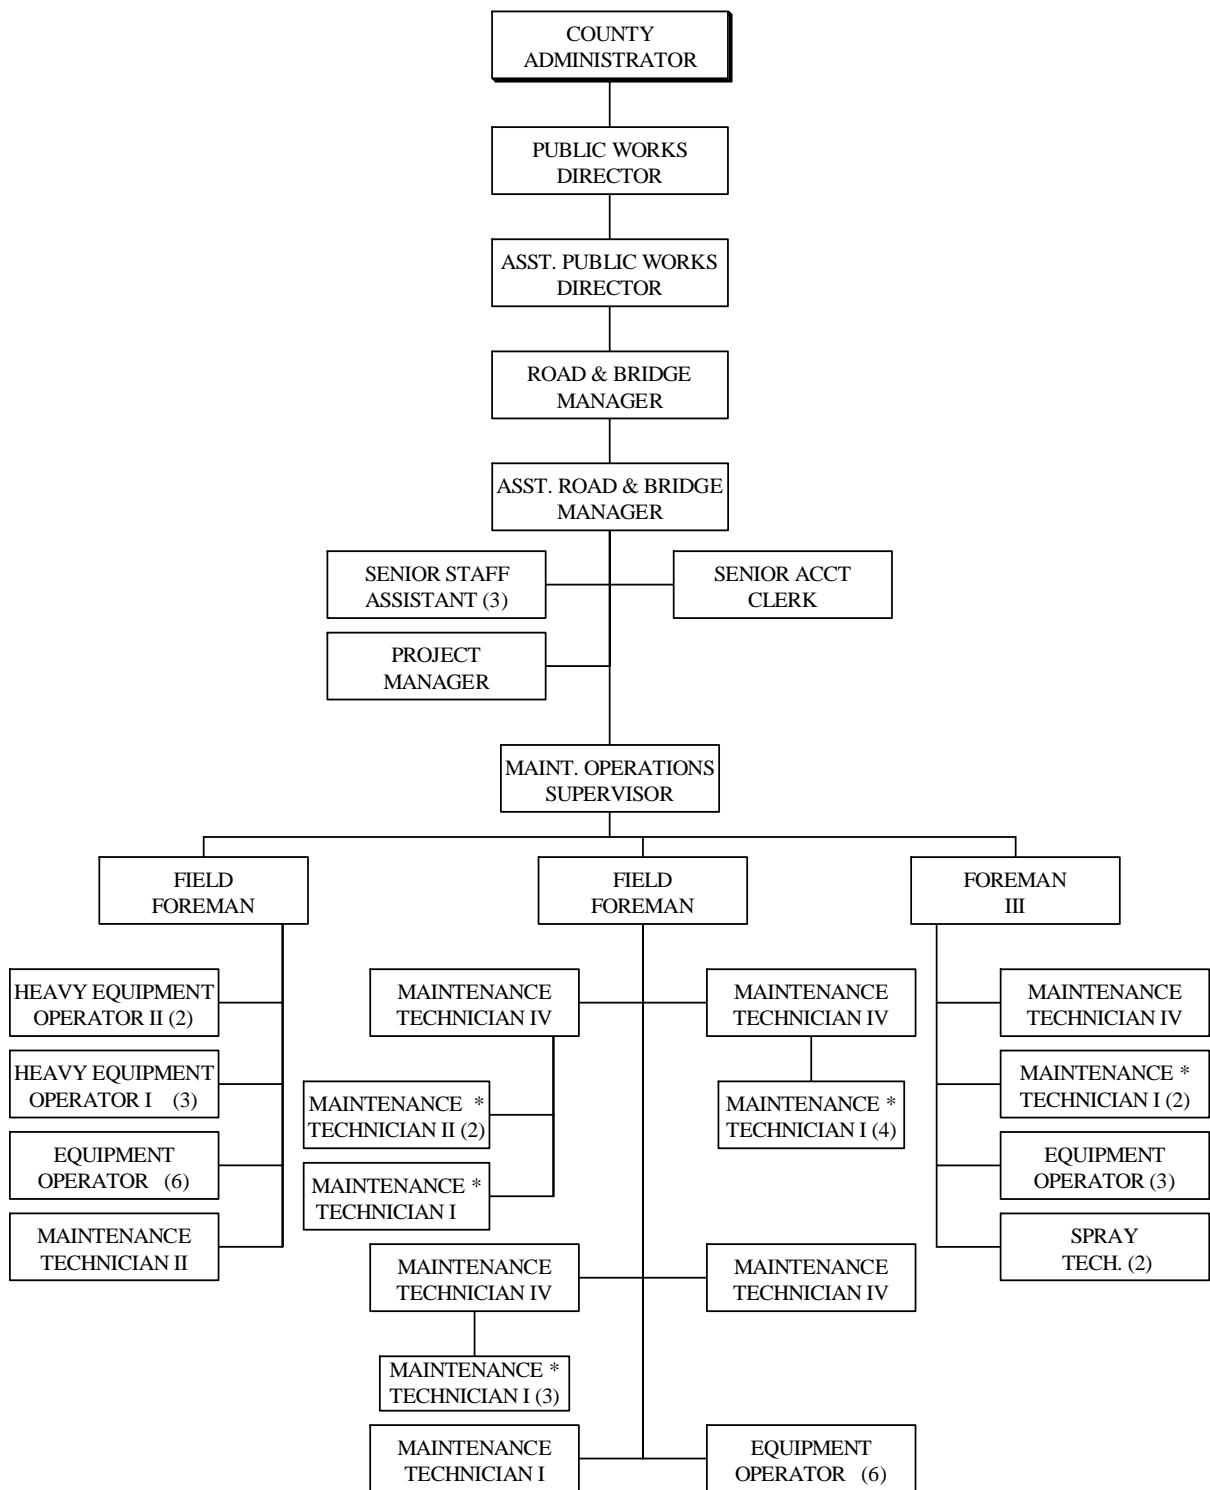 COUNTY
ADMINISTRATOR
PUBLIC WORKS
DIRECTOR
ASST. PUBLIC WORKS
DIRECTOR
ROAD & BRIDGE
MANAGER
ASST. ROAD & BRIDGE
MANAGER
SENIOR STAFF
ASSISTANT (3)
SENIOR ACCT
CLERK
PROJECT
MANAGER
MAINT. OPERATIONS
SUPERVISOR
FIELD
FOREMAN
FIELD
FOREMAN
FOREMAN
III
HEAVY EQUIPMENT
OPERATOR II (2)
HEAVY EQUIPMENT
OPERATOR I (3)
EQUIPMENT
OPERATOR (6)
MAINTENANCE
TECHNICIAN II
MAINTENANCE
TECHNICIAN IV
MAINTENANCE *
TECHNICIAN II (2)
MAINTENANCE *
TECHNICIAN I
MAINTENANCE
TECHNICIAN IV
MAINTENANCE *
TECHNICIAN I (4)
MAINTENANCE
TECHNICIAN IV
MAINTENANCE *
TECHNICIAN I (3)
MAINTENANCE
TECHNICIAN IV
MAINTENANCE
TECHNICIAN I
EQUIPMENT
OPERATOR (6)
MAINTENANCE
TECHNICIAN IV
MAINTENANCE *
TECHNICIAN I (2)
EQUIPMENT
OPERATOR (3)
SPRAY
TECH. (2)